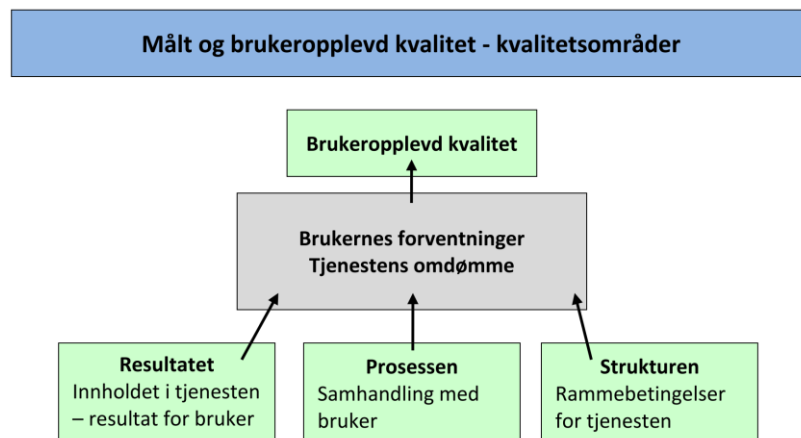 Målt og brukeropplevd kvalitet - kvalitetsområder
Brukeropplevd kvalitet
Brukernes forventninger
Tjenestens omdømme
Resultatet
Innholdet i tjenesten
– resultat for bruker
Prosessen
Samhandling med
bruker
Strukturen
Rammebetingelser
for tjenesten